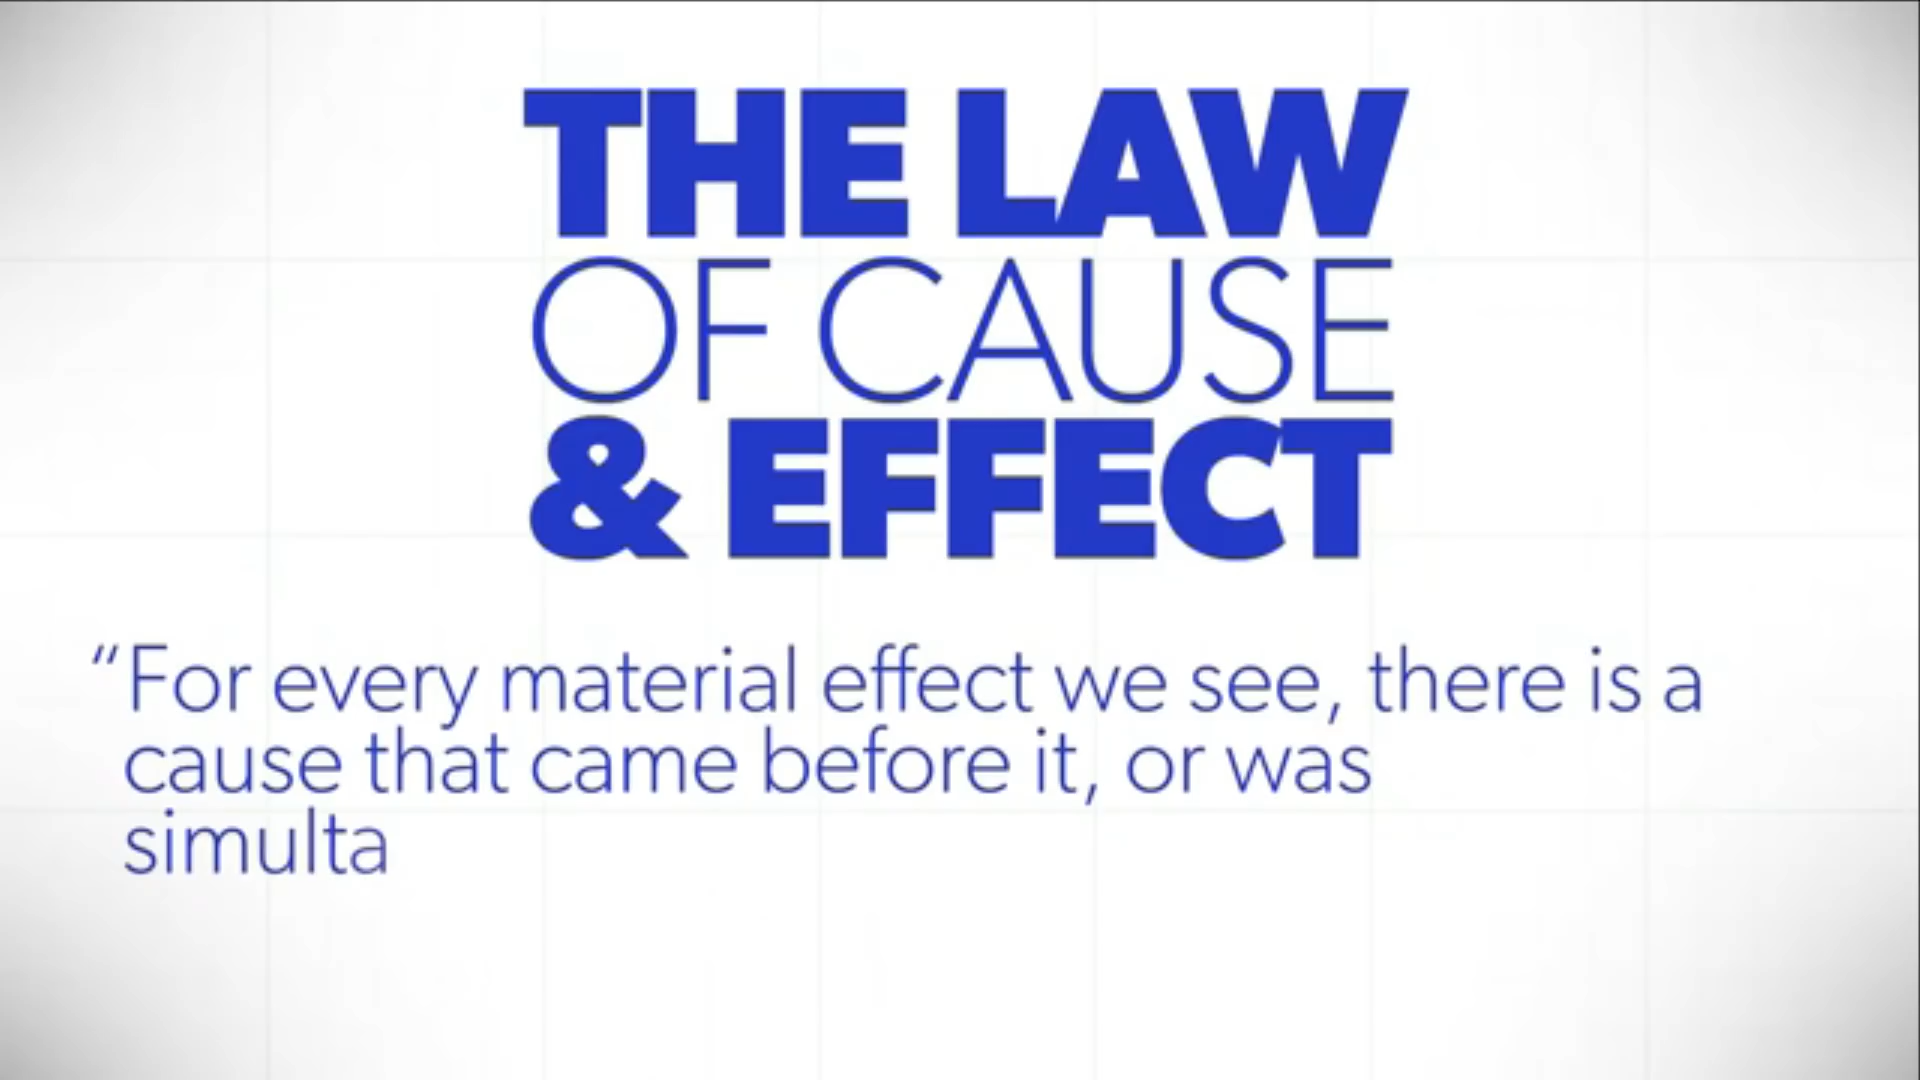 THE LAW
OF CAUSE
& EFFECT
“For every material effect we see, there is a
cause that came before it, or was
simulta